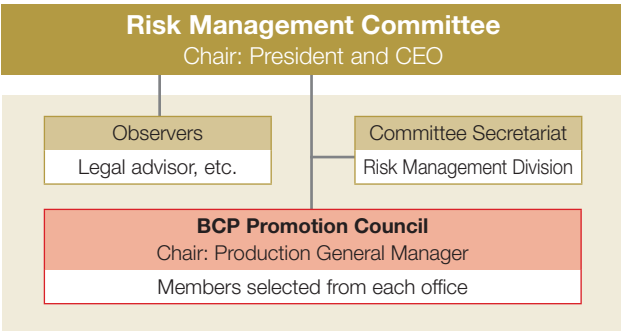 Risk Management Committee
Chair: President and CEO
Observers
Legal advisor, etc.
Committee Secretariat
Risk Management Division
BCP Promotion Council
Chair: Production General Manager
Members selected from each office